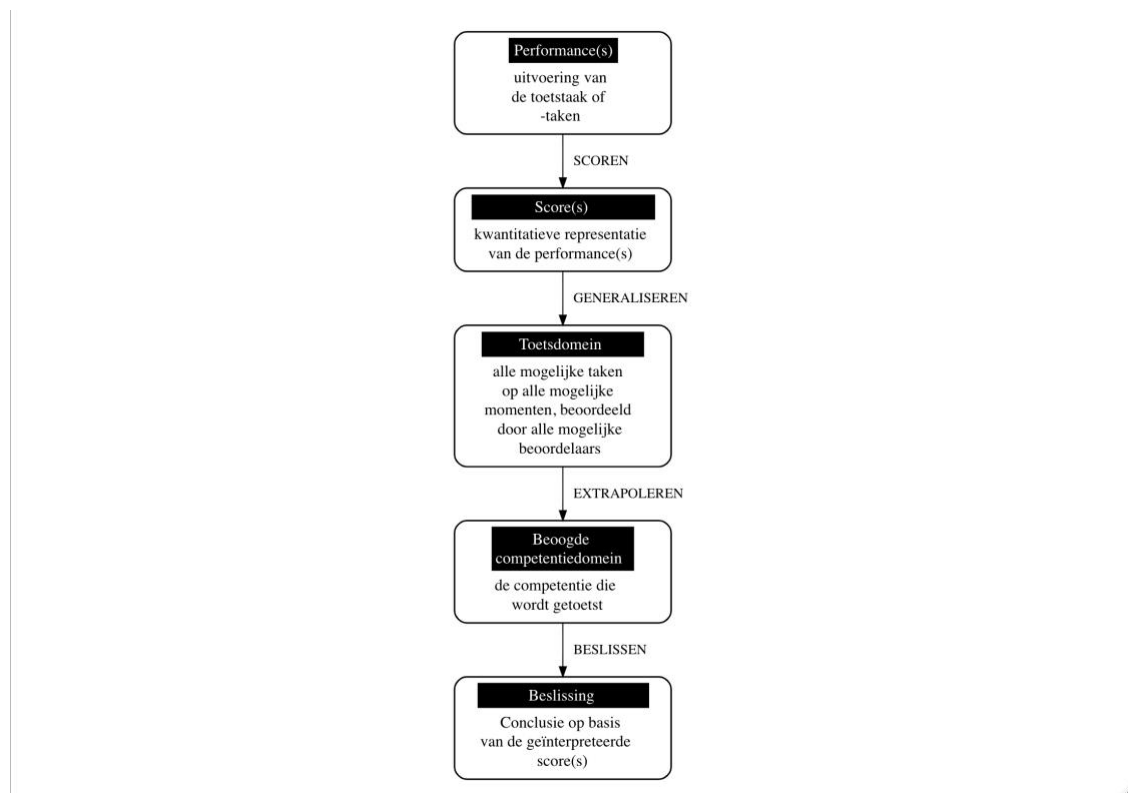 Performance(s)
uitvoering van
de toetstaak of
-taken
SCOREN
Score(s)
kwantitatieve representatie
van de performance(s)
GENERALISEREN
Toetsdomein
alle mogelijke taken
op alle mogelijke
momenten, beoordeeld
door alle mogelijke
beoordelaars
EXTRAPOLEREN
Beoogde
competentiedomein
de competentie die
wordt getoetst
BESLISSEN
Beslissing
Conclusie op basis
van de geïnterpreteerde
score(s)